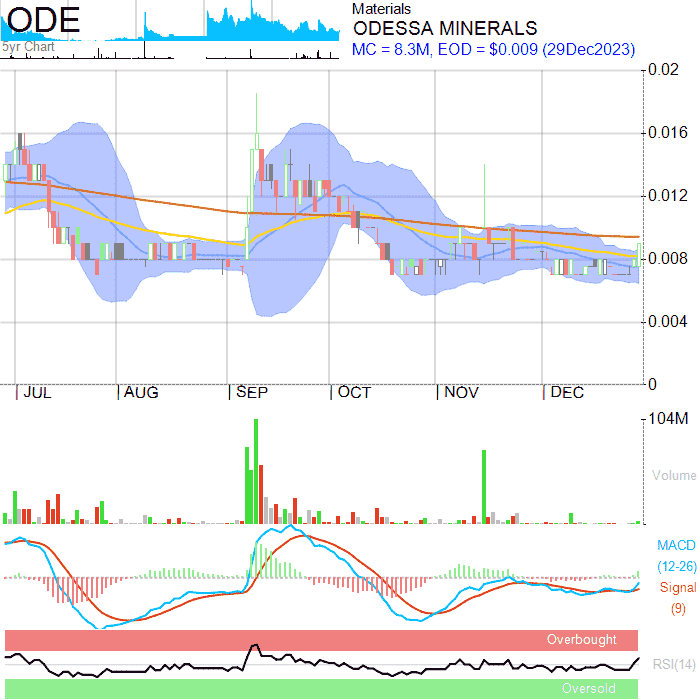 ODE
5yr Chart
Materials
ODESSA MINERALS
MC = 8.3M, EOD = $0.009 (29Dec2023)
0.02
0.016
0.012
0.008
0.004
0
JUL AUG SEP OCT NOV DEC
104M
Volume
MACD
(12-26)
Signal
(9)
Overbought
RSI(14)
Oversold